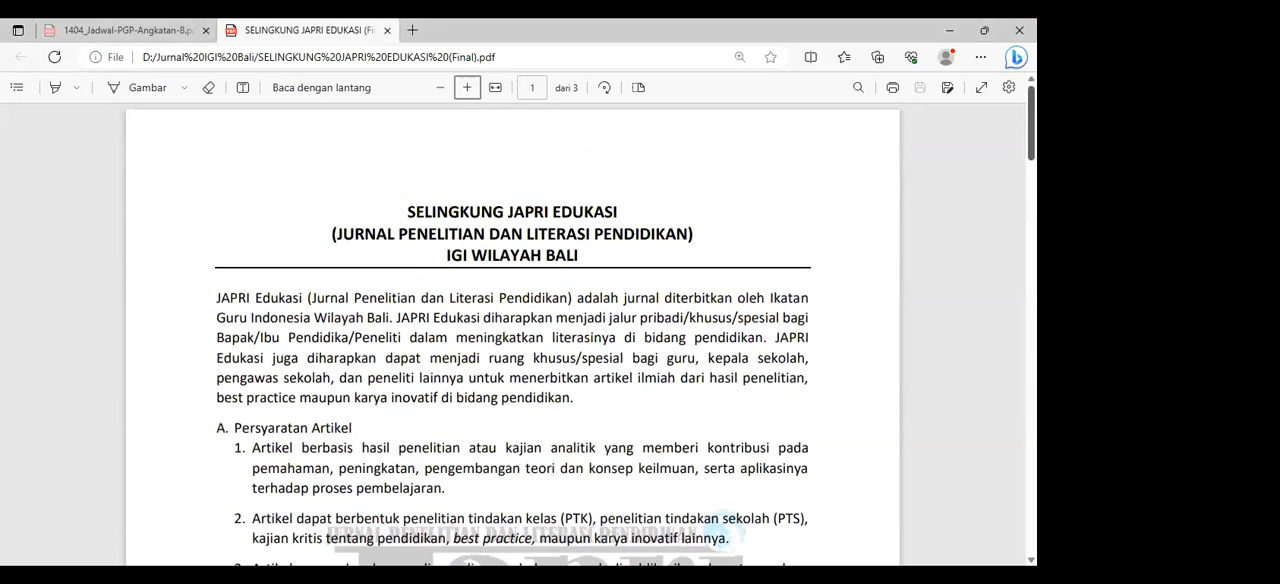 1404_Jadwal-PGP-Angkatan-8.p
SELINGKUNG JAPRI EDUKASI (Fi
File
D:/Jurnal%20IGI%20Bali/SELINGKUNG%20JAPRI%20EDUKASI%20(Final).pdf
Gambar
Baca dengan lantang
1
dari 3
SELINGKUNG JAPRI EDUKASI
(JURNAL PENELITIAN DAN LITERASI PENDIDIKAN)
IGI WILAYAH BALI
JAPRI Edukasi (Jurnal Penelitian dan Literasi Pendidikan) adalah jurnal diterbitkan oleh Ikatan
Guru Indonesia Wilayah Bali. JAPRI Edukasi diharapkan menjadi jalur pribadi/khusus/spesial bagi
Bapak/Ibu Pendidika/Peneliti dalam meningkatkan literasinya di bidang pendidikan. JAPRI
Edukasi juga diharapkan dapat menjadi ruang khusus/spesial bagi guru, kepala sekolah,
pengawas sekolah, dan peneliti lainnya untuk menerbitkan artikel ilmiah dari hasil penelitian,
best practice maupun karya inovatif di bidang pendidikan.
A. Persyaratan Artikel
1. Artikel berbasis hasil penelitian atau kajian analitik yang memberi kontribusi pada
pemahaman, peningkatan, pengembangan teori dan konsep keilmuan, serta aplikasinya
terhadap proses pembelajaran.
2. Artikel dapat berbentuk penelitian tindakan kelas (PTK), penelitian tindakan sekolah (PTS),
JURNAL PENELITIAN DAN LITERASI PENDIDIKAN
kajian kritis tentang pendidikan, best practice, maupun karya inovatif lainnya.